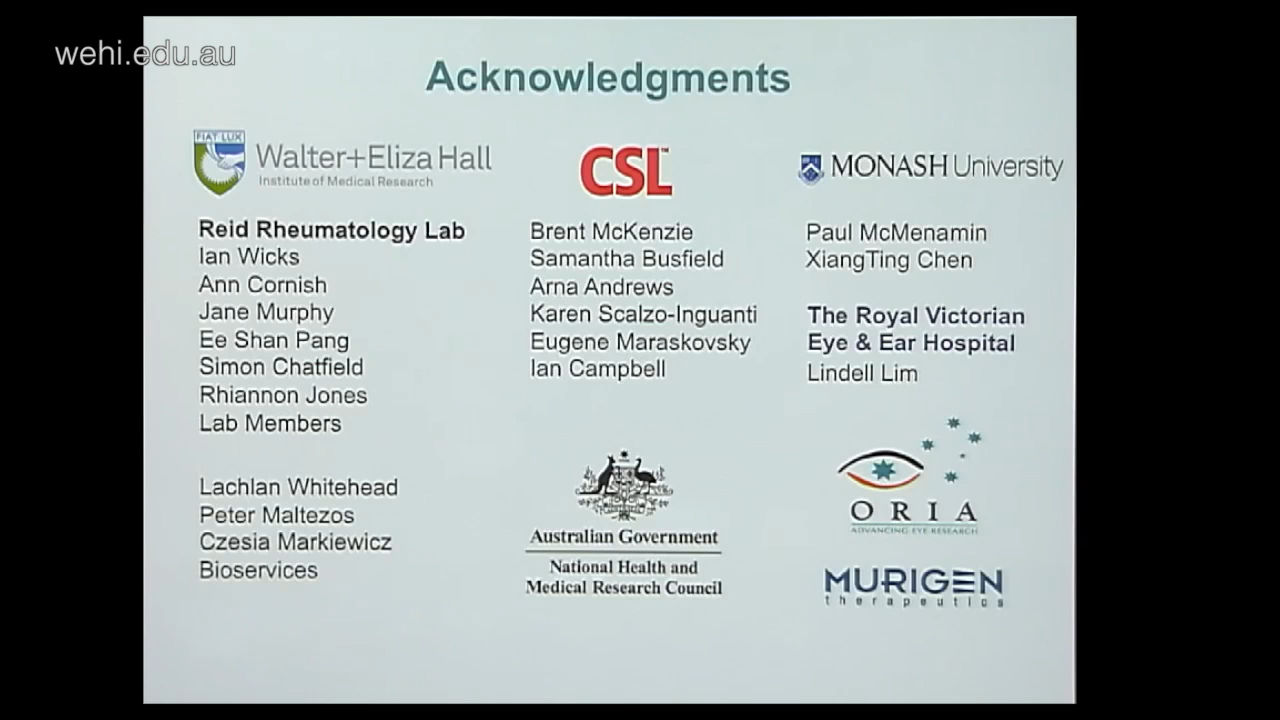 wehi.edu.au
Acknowledgments
FIAT LUX
Walter+Eliza Hall
Institute of Medical Research
Reid Rheumatology Lab
Ian Wicks
Ann Cornish
Jane Murphy
Ee Shan Pang
Simon Chatfield
Rhiannon Jones
Lab Members
Lachlan Whitehead
Peter Maltezos
Czesia Markiewicz
Bioservices
CSL™
Brent McKenzie
Samantha Busfield
Arna Andrews
Karen Scalzo-Inguanti
Eugene Maraskovsky
Ian Campbell
Australian Government
National Health and
Medical Research Council
MONASH University
Paul McMenamin
XiangTing Chen
The Royal Victorian
Eye & Ear Hospital
Lindell Lim
ORIA
ADVANCING EYE RESEARCH
MURIGEN
therapeutics